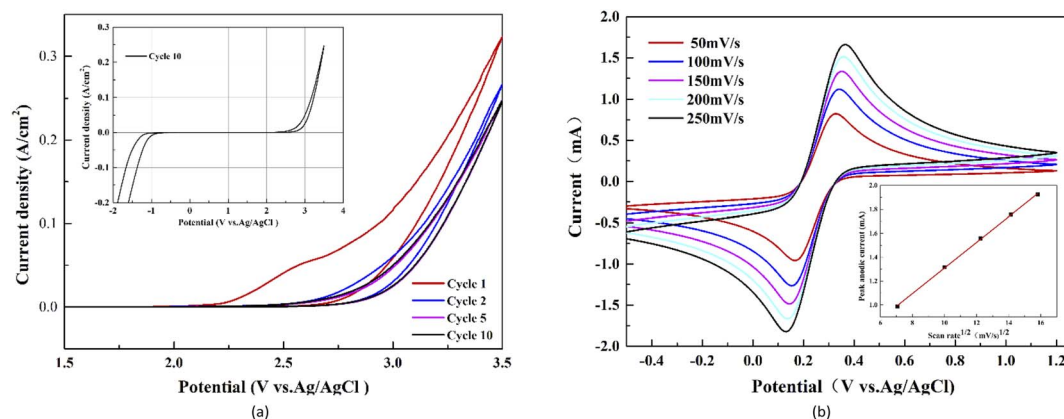 0.3
0.2
0.1
0.0
Current density (A/cm²)
1.5
2.0
2.5
3.0
3.5
Potential (V vs.Ag/AgCl )
Cycle 1
Cycle 2
Cycle 5
Cycle 10
0.3
0.2
0.1
0.0
-0.1
-0.2
Current density (A/cm²)
-2
-1
0
1
2
3
4
Potential (V vs.Ag/AgCl)
Cycle 10
(a)
2.0
1.5
1.0
0.5
0.0
-0.5
-1.0
-1.5
-2.0
Current（mA）
50mV/s
100mV/s
150mV/s
200mV/s
250mV/s
-0.4
-0.2
0.0
0.2
0.4
0.6
0.8
1.0
1.2
Potential（V vs.Ag/AgCl)
2.0
1.8
1.6
1.4
1.2
1.0
Peak anodic current (mA)
6
8
10
12
14
16
Scan rate^1/2（mV/s)^1/2
(b)